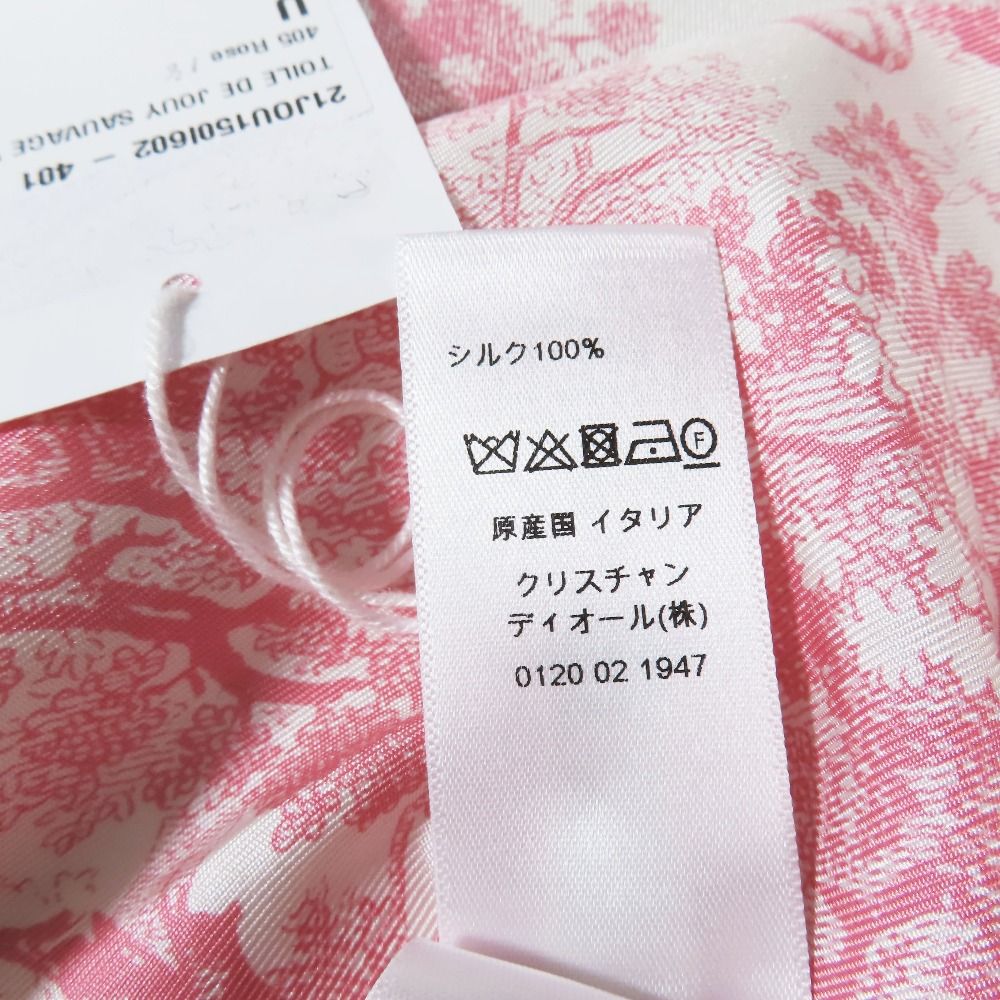 21JOU150I602 - 401
TOILE DE JOUY SAUVAGE
405 Rose
U
シルク100%
F
原産国 イタリア
クリスチャン
ディオール(株)
0120 02 1947